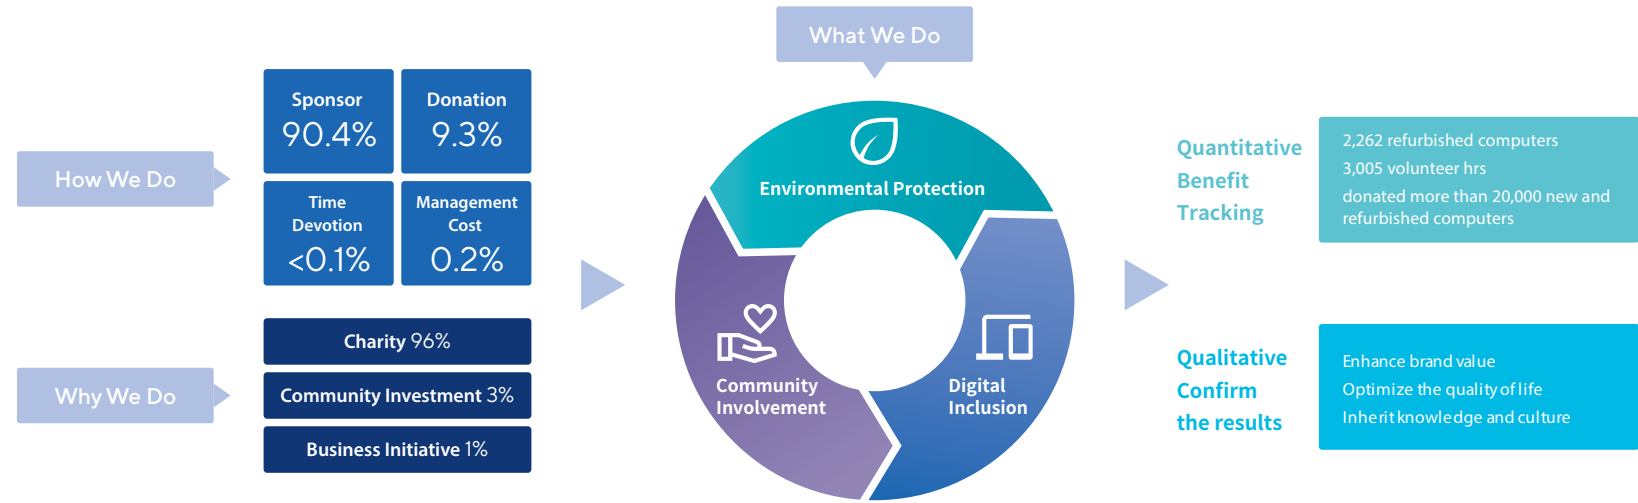 What We Do
How We Do
Sponsor
90.4%
Donation
9.3%
Time
Devotion
<0.1%
Management
Cost
0.2%
Why We Do
Charity 96%
Community Investment 3%
Business Initiative 1%
Environmental Protection
Community
Involvement
Digital
Inclusion
Quantitative
Benefit
Tracking
2,262 refurbished computers
3,005 volunteer hrs
donated more than 20,000 new and
refurbished computers
Qualitative
Confirm
the results
Enhance brand value
Optimize the quality of life
Inherit knowledge and culture